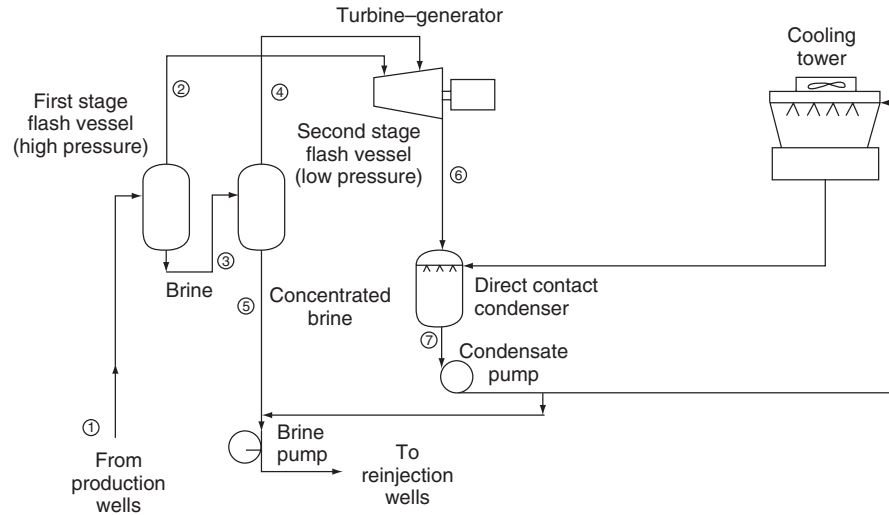 Turbine–generator
Cooling
tower
②
④
First stage
flash vessel
(high pressure)
Second stage
flash vessel
(low pressure)
⑥
③
Brine
⑤
Concentrated
brine
Direct contact
condenser
⑦
Condensate
pump
①
From
production
wells
Brine
pump
To
reinjection
wells